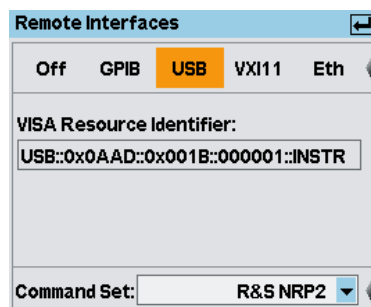 Remote Interfaces
Off GPIB USB VXI11 Eth
VISA Resource Identifier:
USB::0x0AAD::0x001B::000001::INSTR
Command Set: R&S NRP2